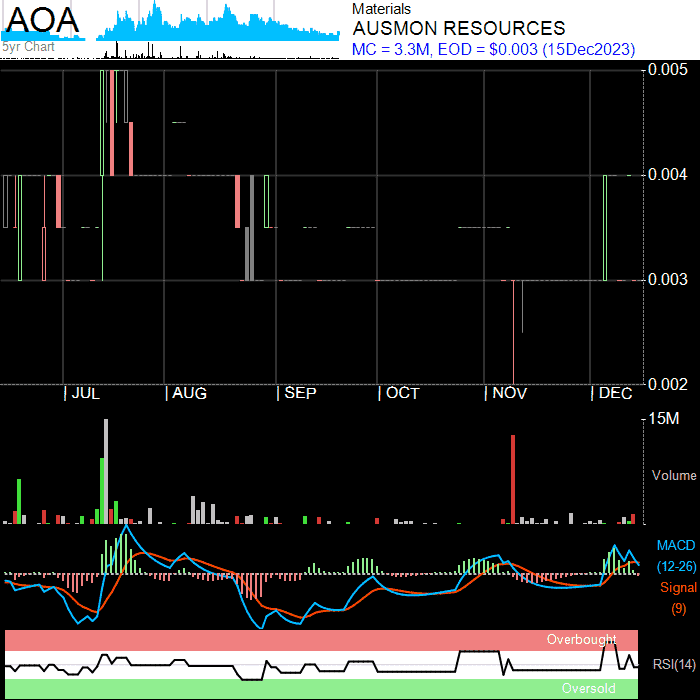 AOA
5yr Chart
Materials
AUSMON RESOURCES
MC = 3.3M, EOD = $0.003 (15Dec2023)
0.005
0.004
0.003
0.002
JUL AUG SEP OCT NOV DEC
15M
Volume
MACD
(12-26)
Signal
(9)
Overbought
RSI(14)
Oversold